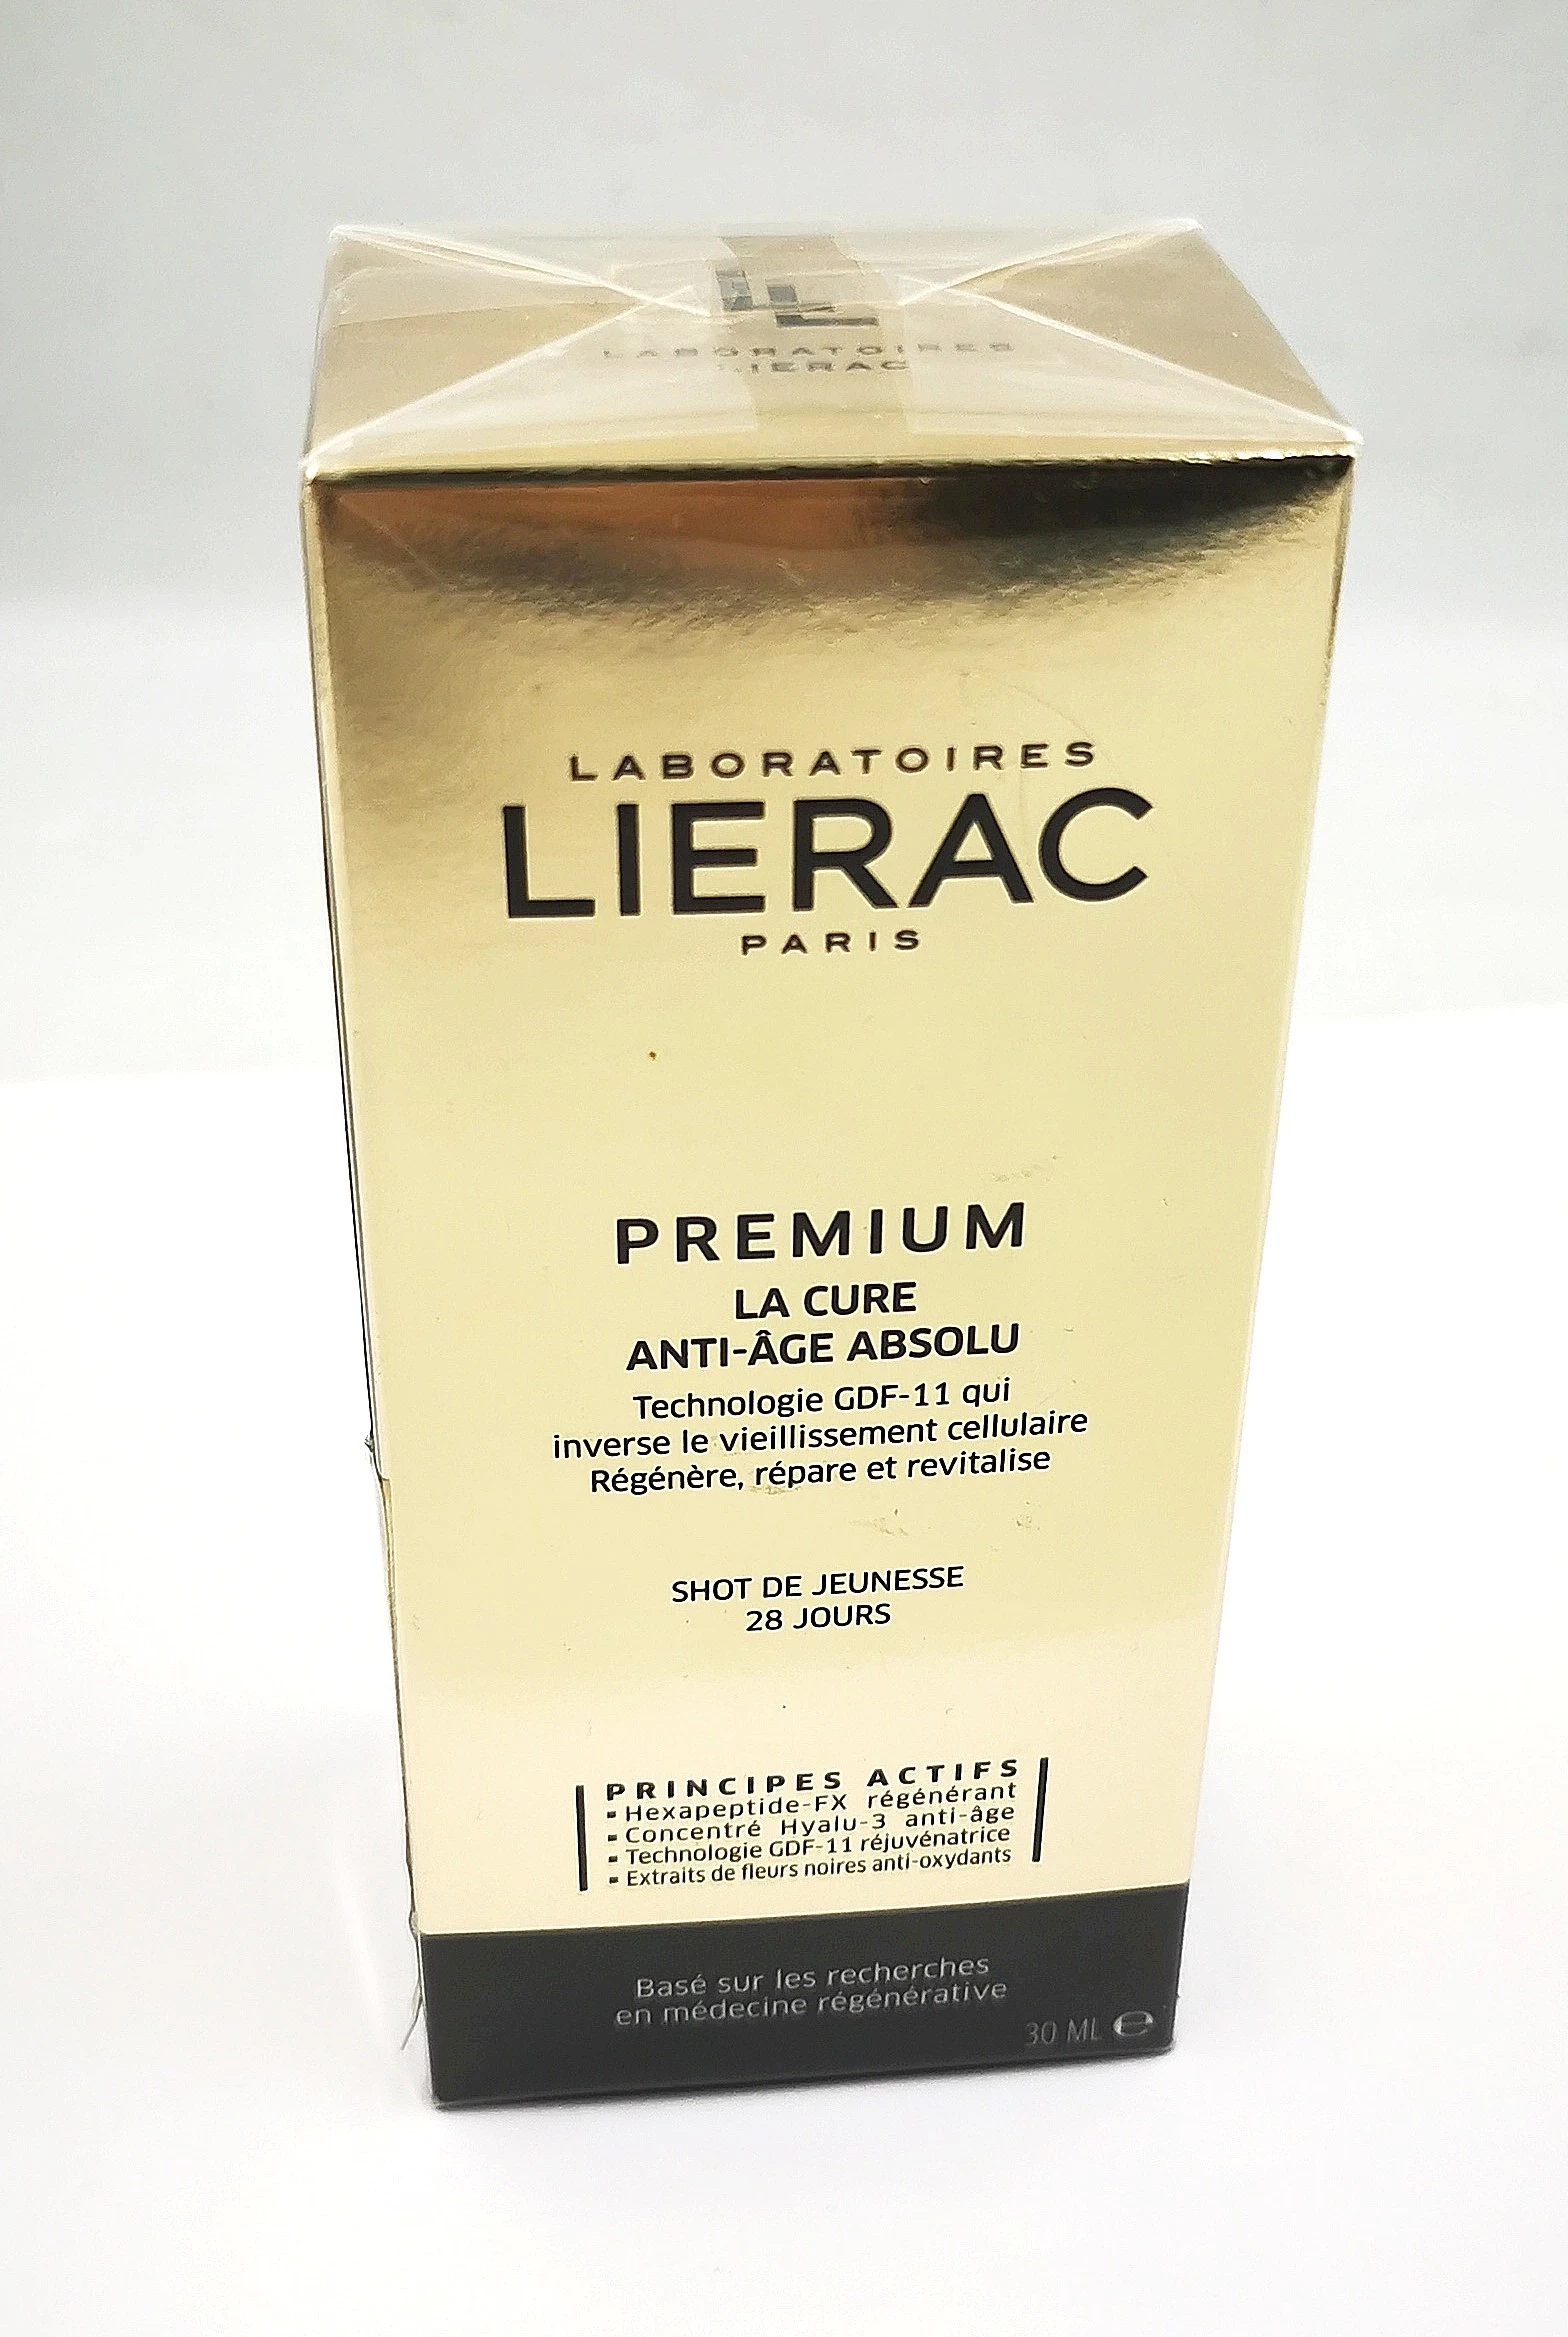 LABORATOIRES
LIERAC
LABORATOIRES
LIERAC
PARIS
PREMIUM
LA CURE
ANTI-ÂGE ABSOLU
Technologie GDF-11 qui
inverse le vieillissement cellulaire
Régénère, répare et revitalise
SHOT DE JEUNESSE
28 JOURS
PRINCIPES ACTIFS
▪ Hexapeptide-FX régénérant
▪ Concentré Hyalu-3 anti-âge
▪ Technologie GDF-11 réjuvénatrice
▪ Extraits de fleurs noires anti-oxydants
Basé sur les recherches
en médecine régénérative
30 ML ℮